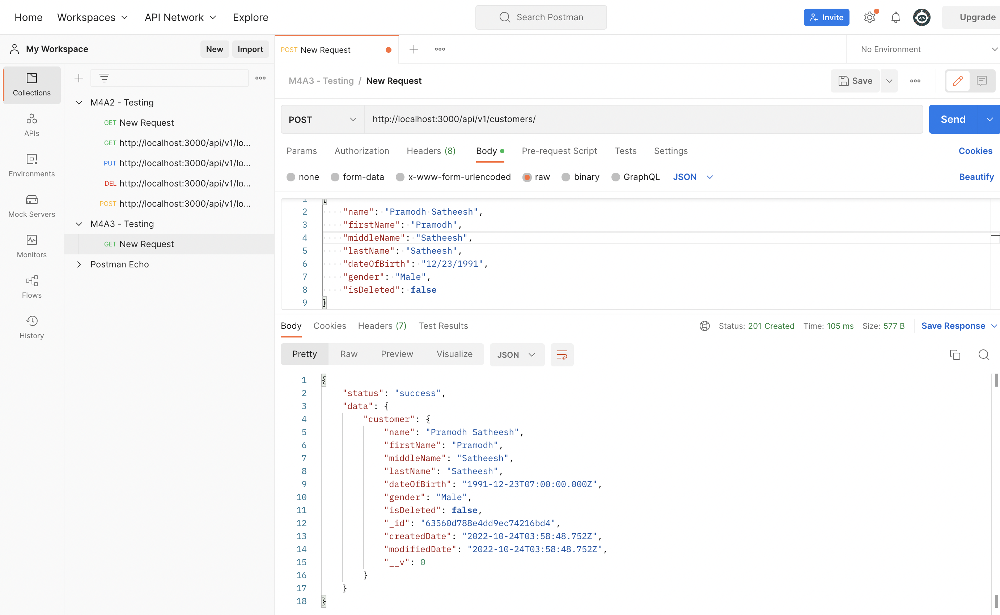 Home Workspaces API Network Explore Search Postman Invite Upgrade
My Workspace New Import POST New Request No Environment
Collections
APIs
Environments
Mock Servers
Monitors
Flows
History
M4A2 - Testing
GET New Request
GET http://localhost:3000/api/v1/lo...
PUT http://localhost:3000/api/v1/lo...
DEL http://localhost:3000/api/v1/lo...
POST http://localhost:3000/api/v1/lo...
M4A3 - Testing
GET New Request
Postman Echo
M4A3 - Testing / New Request Save
POST http://localhost:3000/api/v1/customers/ Send
Params Authorization Headers (8) Body Pre-request Script Tests Settings Cookies
none form-data x-www-form-urlencoded raw binary GraphQL JSON Beautify
1 {
2 "name": "Pramodh Satheesh",
3 "firstName": "Pramodh",
4 "middleName": "Satheesh",
5 "lastName": "Satheesh",
6 "dateOfBirth": "12/23/1991",
7 "gender": "Male",
8 "isDeleted": false
9 }
Body Cookies Headers (7) Test Results Status: 201 Created Time: 105 ms Size: 577 B Save Response
Pretty Raw Preview Visualize JSON
1 {
2 "status": "success",
3 "data": {
4 "customer": {
5 "name": "Pramodh Satheesh",
6 "firstName": "Pramodh",
7 "middleName": "Satheesh",
8 "lastName": "Satheesh",
9 "dateOfBirth": "1991-12-23T07:00:00.000Z",
10 "gender": "Male",
11 "isDeleted": false,
12 "_id": "63560d788e4dd9ec74216bd4",
13 "createdDate": "2022-10-24T03:58:48.752Z",
14 "modifiedDate": "2022-10-24T03:58:48.752Z",
15 "__v": 0
16 }
17 }
18 }